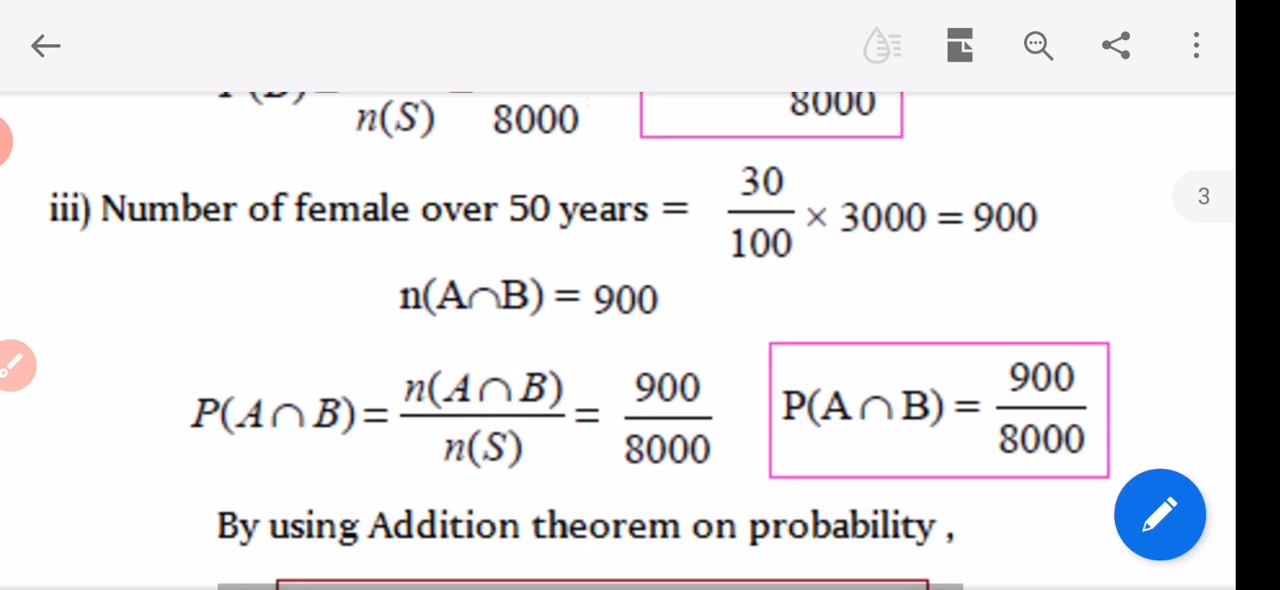 n(S) 8000 8000
iii) Number of female over 50 years = 30/100 × 3000 = 900
3
n(A∩B) = 900
P(A∩B) = n(A∩B)/n(S) = 900/8000 P(A∩B) = 900/8000
By using Addition theorem on probability ,